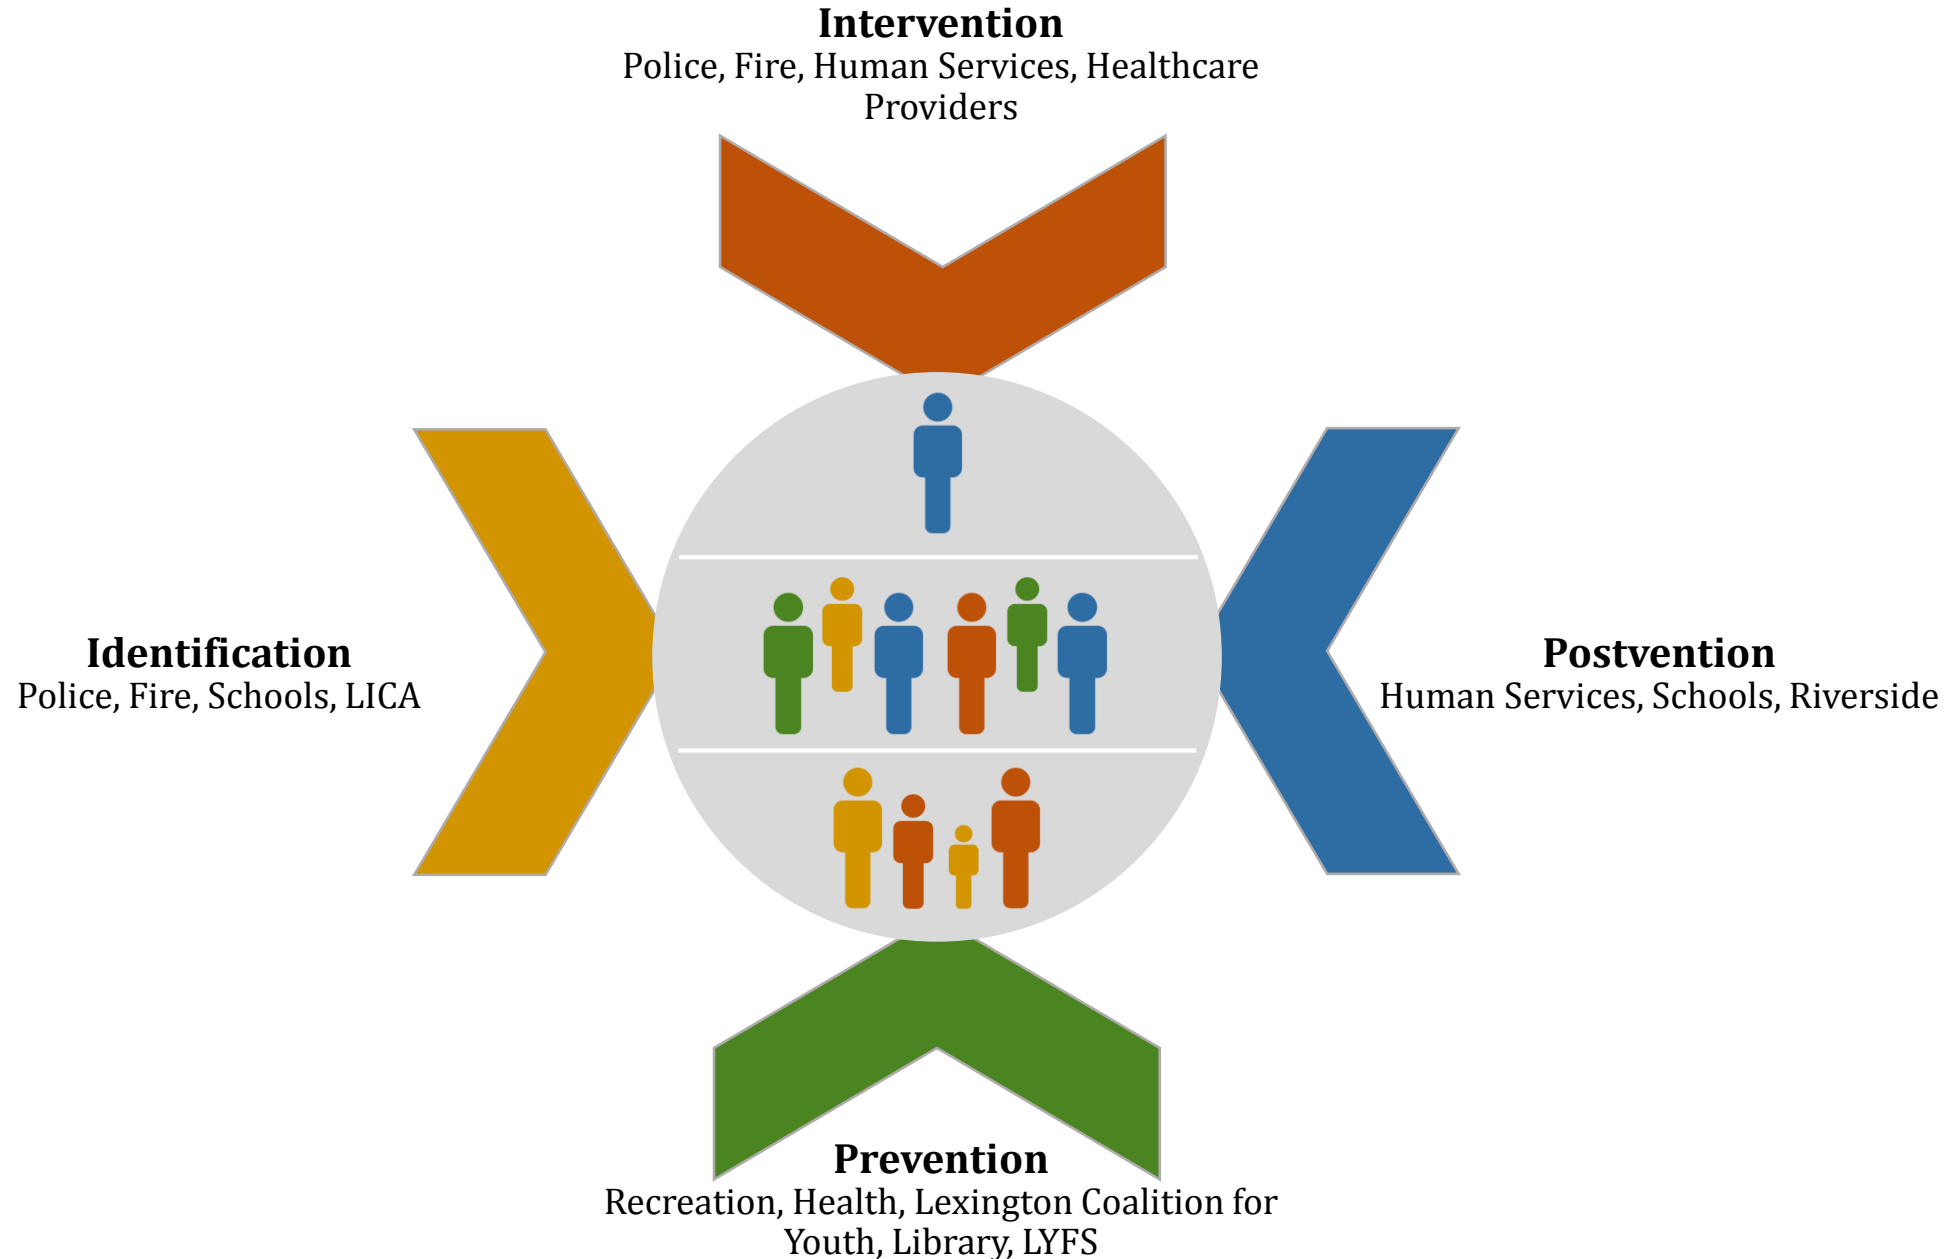 Intervention
Police, Fire, Human Services, Healthcare
Providers
Identification
Police, Fire, Schools, LICA
Postvention
Human Services, Schools, Riverside
Prevention
Recreation, Health, Lexington Coalition for
Youth, Library, LYFS